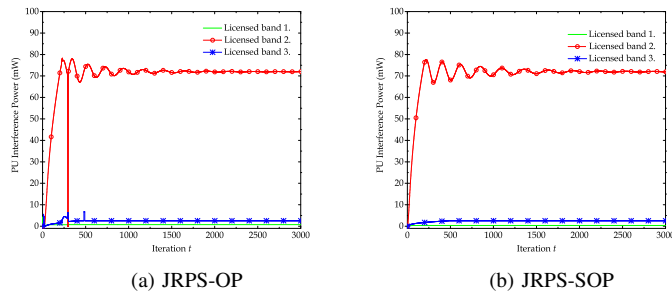 100
90
80
70
60
50
40
30
20
10
0
PU Interference Power (mW)
Licensed band 1.
Licensed band 2.
Licensed band 3.
0 500 1000 1500 2000 2500 3000
Iteration t
(a) JRPS-OP
100
90
80
70
60
50
40
30
20
10
0
PU Interference Power (mW)
Licensed band 1.
Licensed band 2.
Licensed band 3.
0 500 1000 1500 2000 2500 3000
Iteration t
(b) JRPS-SOP